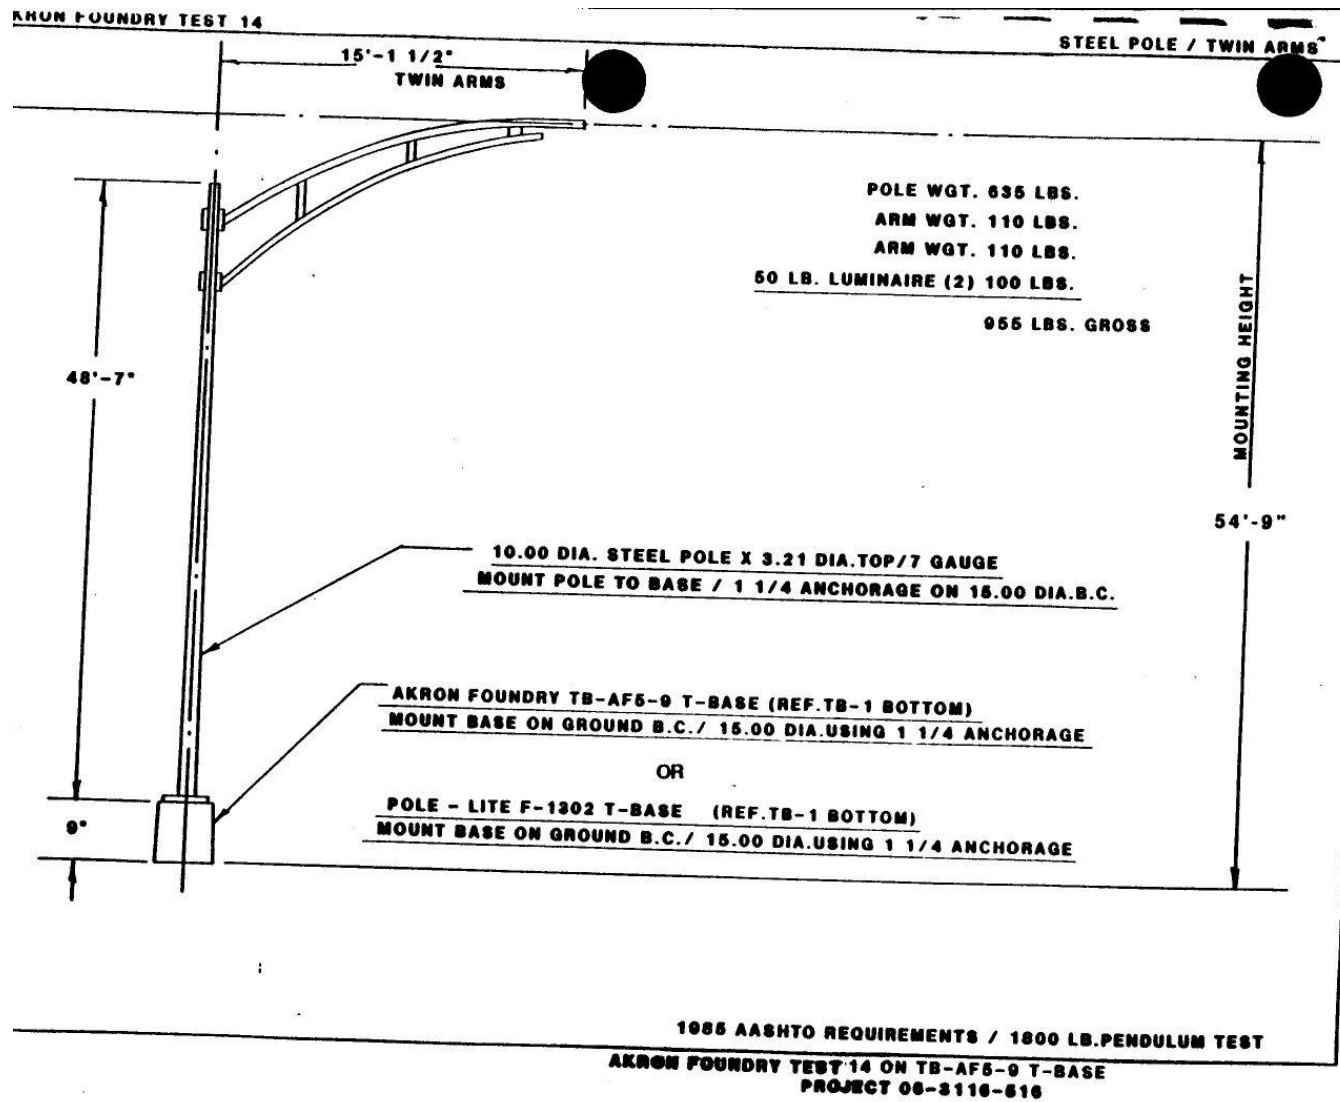 AKRON FOUNDRY TEST 14
STEEL POLE / TWIN ARMS
15'-1 1/2"
TWIN ARMS
POLE WGT. 635 LBS.
ARM WGT. 110 LBS.
ARM WGT. 110 LBS.
50 LB. LUMINAIRE (2) 100 LBS.
955 LBS. GROSS
MOUNTING HEIGHT
48'-7"
54'-9"
10.00 DIA. STEEL POLE X 3.21 DIA.TOP/7 GAUGE
MOUNT POLE TO BASE / 1 1/4 ANCHORAGE ON 15.00 DIA.B.C.
AKRON FOUNDRY TB-AF5-9 T-BASE (REF.TB-1 BOTTOM)
MOUNT BASE ON GROUND B.C./ 15.00 DIA.USING 1 1/4 ANCHORAGE
OR
POLE - LITE F-1302 T-BASE (REF.TB-1 BOTTOM)
MOUNT BASE ON GROUND B.C./ 15.00 DIA.USING 1 1/4 ANCHORAGE
9"
1985 AASHTO REQUIREMENTS / 1800 LB.PENDULUM TEST
AKRON FOUNDRY TEST 14 ON TB-AF5-9 T-BASE
PROJECT 06-3116-516